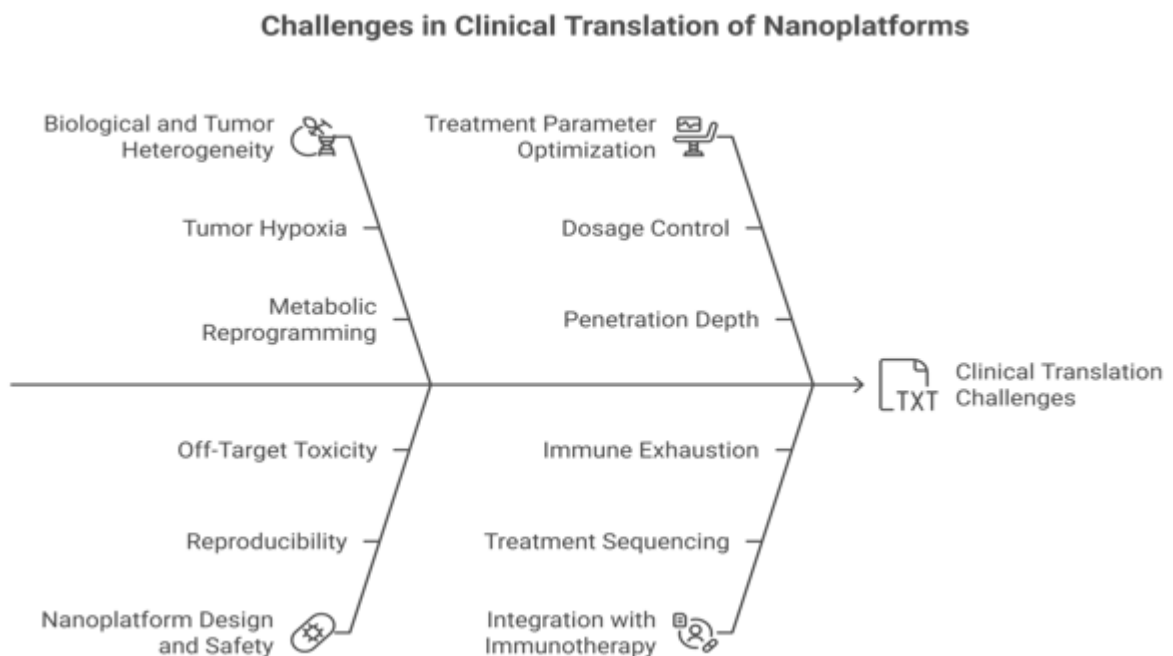 Challenges in Clinical Translation of Nanoplatforms
Biological and Tumor
Heterogeneity
Treatment Parameter
Optimization
Tumor Hypoxia
Dosage Control
Metabolic
Reprogramming
Penetration Depth
TXT
Clinical Translation
Challenges
Off-Target Toxicity
Immune Exhaustion
Reproducibility
Treatment Sequencing
Nanoplatform Design
and Safety
Integration with
Immunotherapy